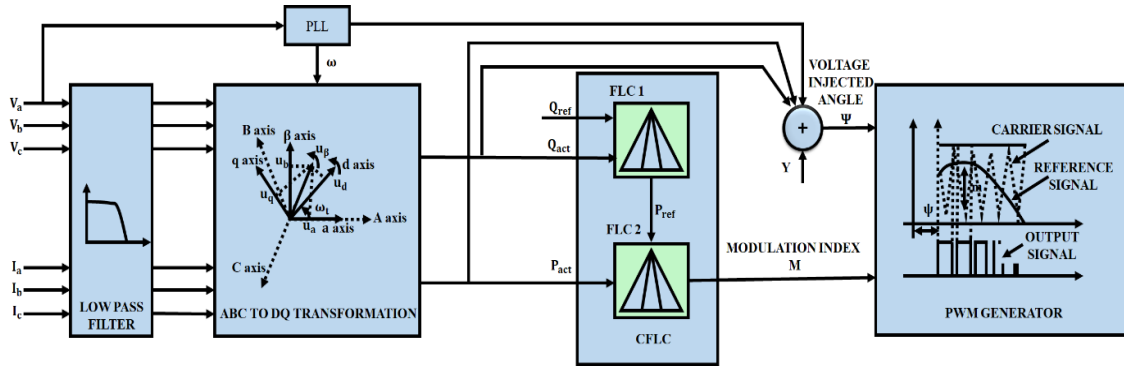 PLL
ω
V_a
V_b
V_c
I_a
I_b
I_c
LOW PASS
FILTER
B axis
β axis
u_β
q axis
u_b
d axis
u_d
u_q
ω_t
A axis
u_a
a axis
C axis
ABC TO DQ TRANSFORMATION
FLC 1
Q_ref
Q_act
P_ref
FLC 2
P_act
CFLC
VOLTAGE
INJECTED
ANGLE
Ψ
+
Y
MODULATION INDEX
M
CARRIER SIGNAL
REFERENCE
SIGNAL
ψ
OUTPUT
SIGNAL
PWM GENERATOR